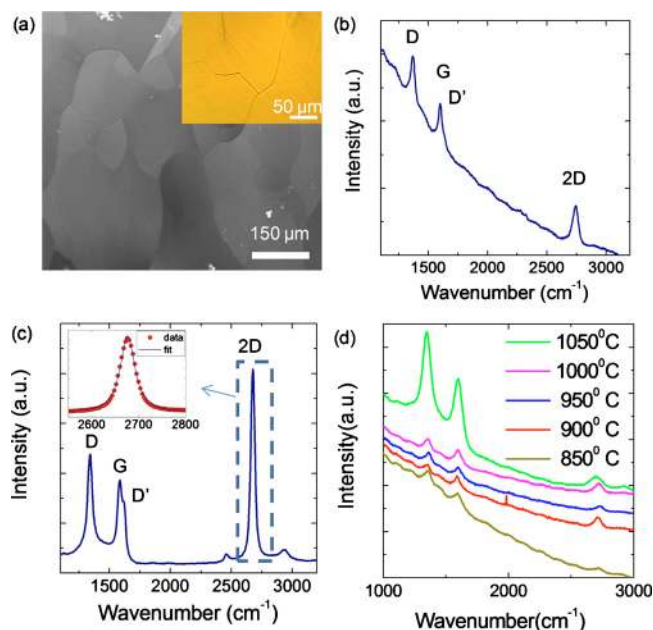 (a)
50 µm
150 µm
(b)
D
G
D'
2D
Intensity (a.u.)
1500 2000 2500 3000
Wavenumber (cm⁻¹)
(c)
data
fit
2600 2700 2800
2D
D
G
D'
Intensity(a.u.)
1500 2000 2500 3000
Wavenumber (cm⁻¹)
(d)
1050⁰C
1000⁰C
950⁰ C
900⁰ C
850⁰ C
Intensity(a.u.)
1000 2000 3000
Wavenumber(cm⁻¹)